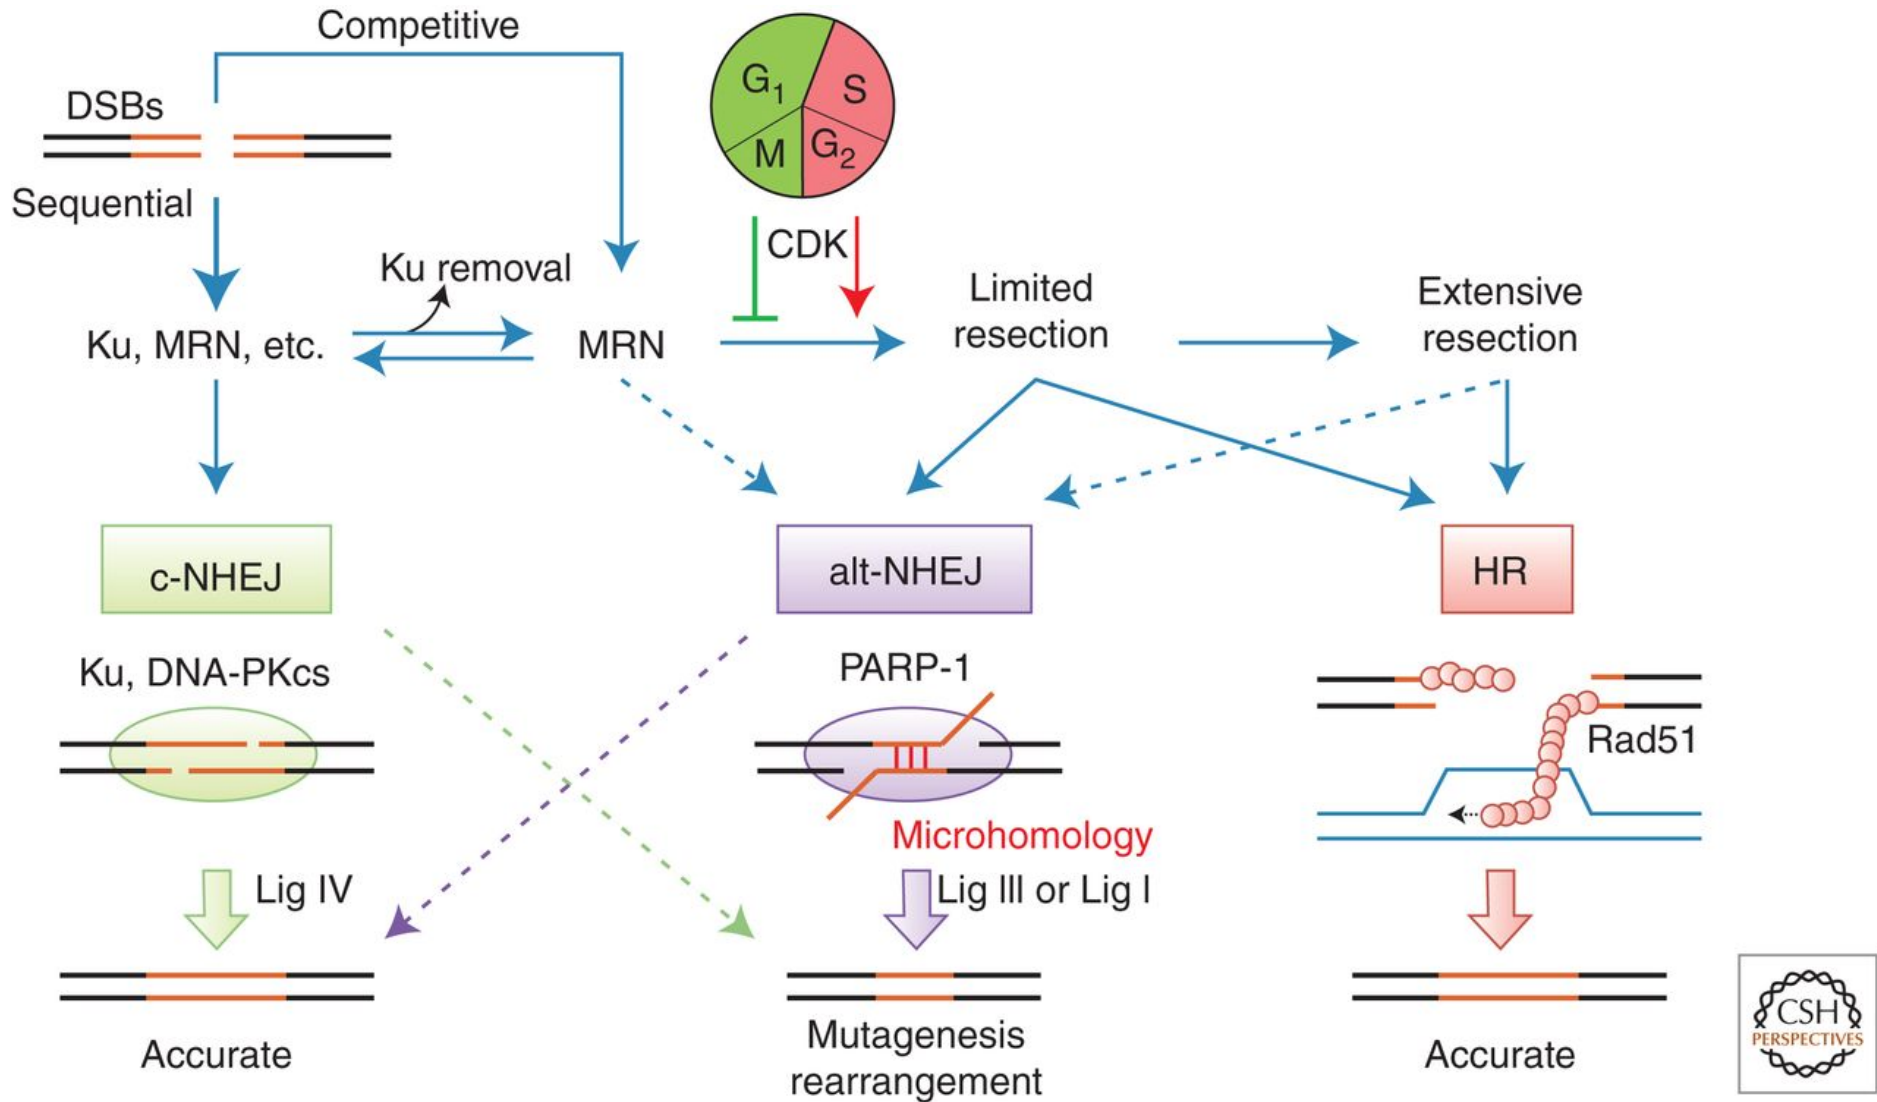 Competitive
DSBs
G1
S
M
G2
Sequential
CDK
Ku removal
Limited
resection
Extensive
resection
Ku, MRN, etc.
MRN
c-NHEJ
alt-NHEJ
HR
Ku, DNA-PKcs
PARP-1
Rad51
Microhomology
Lig IV
Lig III or Lig I
Accurate
Mutagenesis
rearrangement
Accurate
CSH
PERSPECTIVES